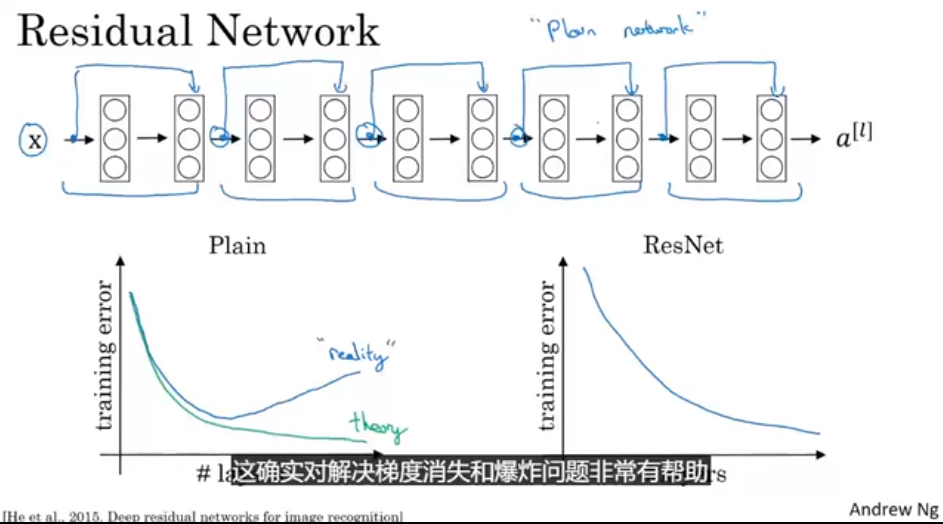 Residual Network
"Plain network"
x
a[l]
Plain
ResNet
training error
"reality"
theory
training error
# la
rs
这确实对解决梯度消失和爆炸问题非常有帮助
[He et al., 2015. Deep residual networks for image recognition]
Andrew Ng